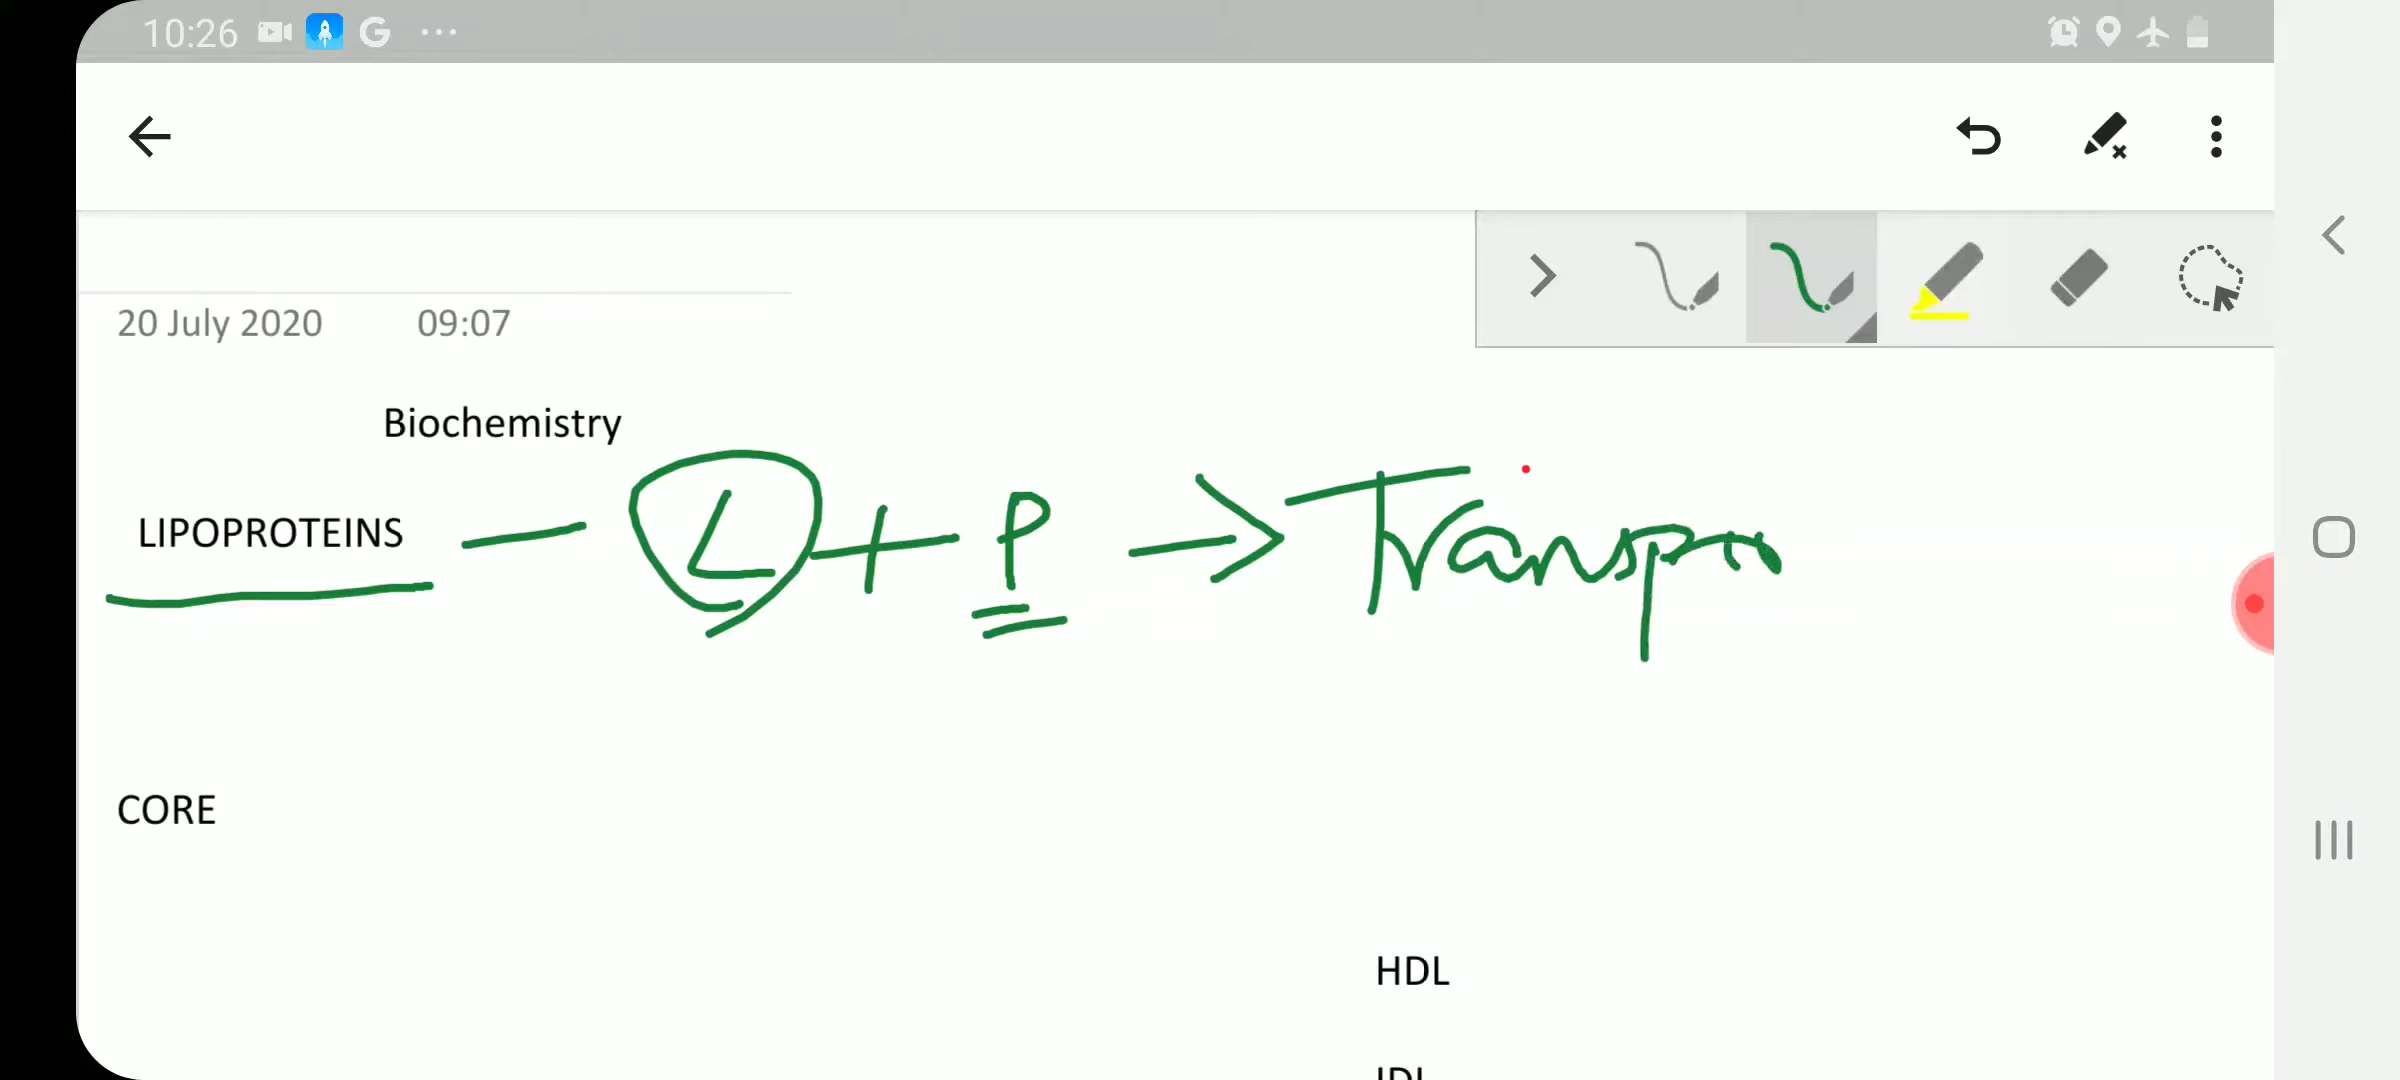 10:26
20 July 2020 09:07
Biochemistry
LIPOPROTEINS — L + P → Transpo
CORE
HDL